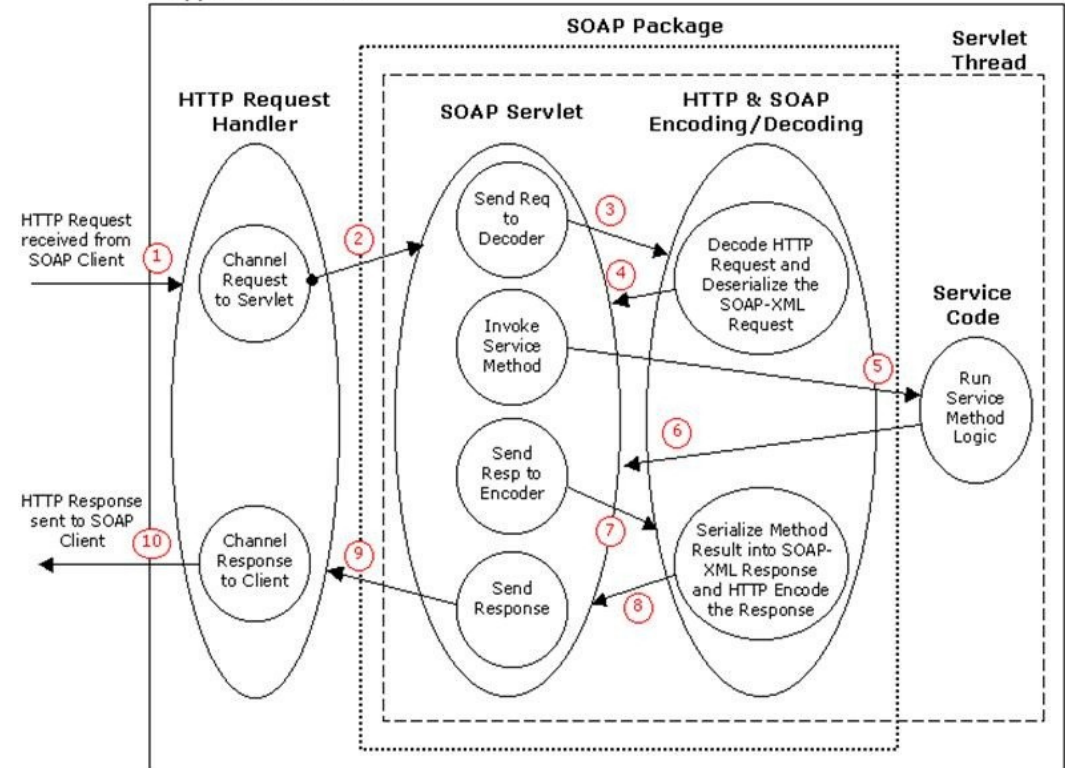 SOAP Package
Servlet
Thread
HTTP Request
Handler
SOAP Servlet
HTTP & SOAP
Encoding/Decoding
HTTP Request
received from
SOAP Client
1
Channel
Request
to Servlet
2
Send Req
to
Decoder
3
4
Decode HTTP
Request and
Deserialize the
SOAP-XML
Request
Invoke
Service
Method
5
Service
Code
Run
Service
Method
Logic
6
Send
Resp to
Encoder
7
Serialize Method
Result into SOAP-
XML Response
and HTTP Encode
the Response
8
Send
Response
9
Channel
Response
to Client
HTTP Response
sent to SOAP
Client
10